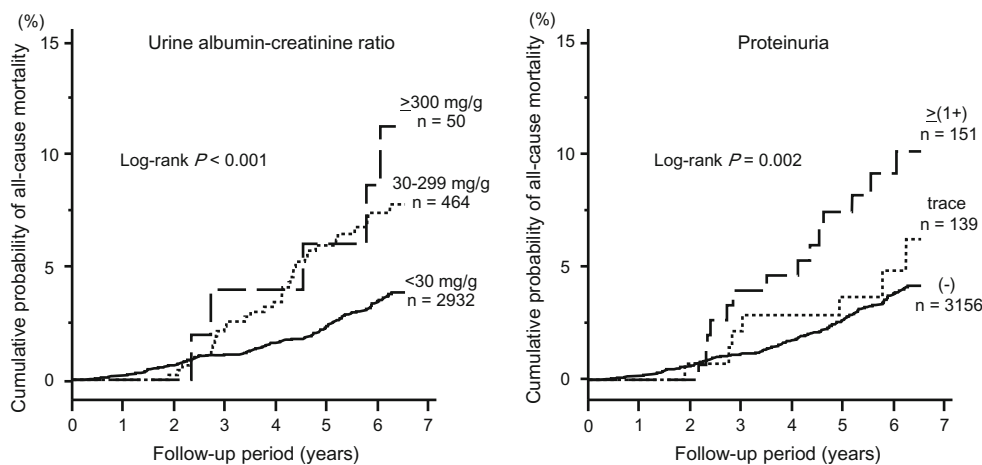 (%)
Urine albumin-creatinine ratio
Cumulative probability of all-cause mortality
15
10
5
0
≥300 mg/g
n = 50
Log-rank P < 0.001
30-299 mg/g
n = 464
<30 mg/g
n = 2932
0 1 2 3 4 5 6 7
Follow-up period (years)
(%)
Proteinuria
Cumulative probability of all-cause mortality
15
10
5
0
≥(1+)
n = 151
Log-rank P = 0.002
trace
n = 139
(-)
n = 3156
0 1 2 3 4 5 6 7
Follow-up period (years)